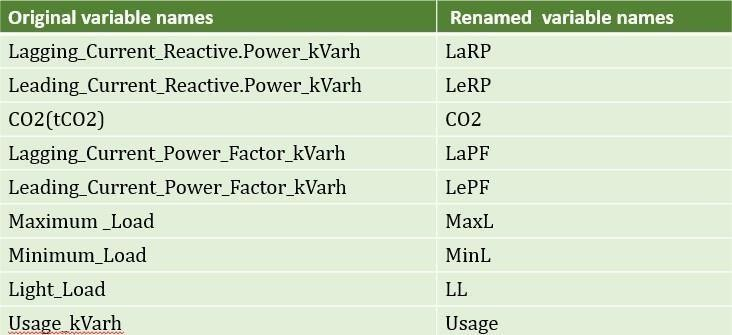 Original variable names Renamed variable names
Lagging_Current_Reactive.Power_kVarh LaRP
Leading_Current_Reactive.Power_kVarh LeRP
CO2(tCO2) CO2
Lagging_Current_Power_Factor_kVarh LaPF
Leading_Current_Power_Factor_kVarh LePF
Maximum _Load MaxL
Minimum_Load MinL
Light_Load LL
Usage_kVarh Usage